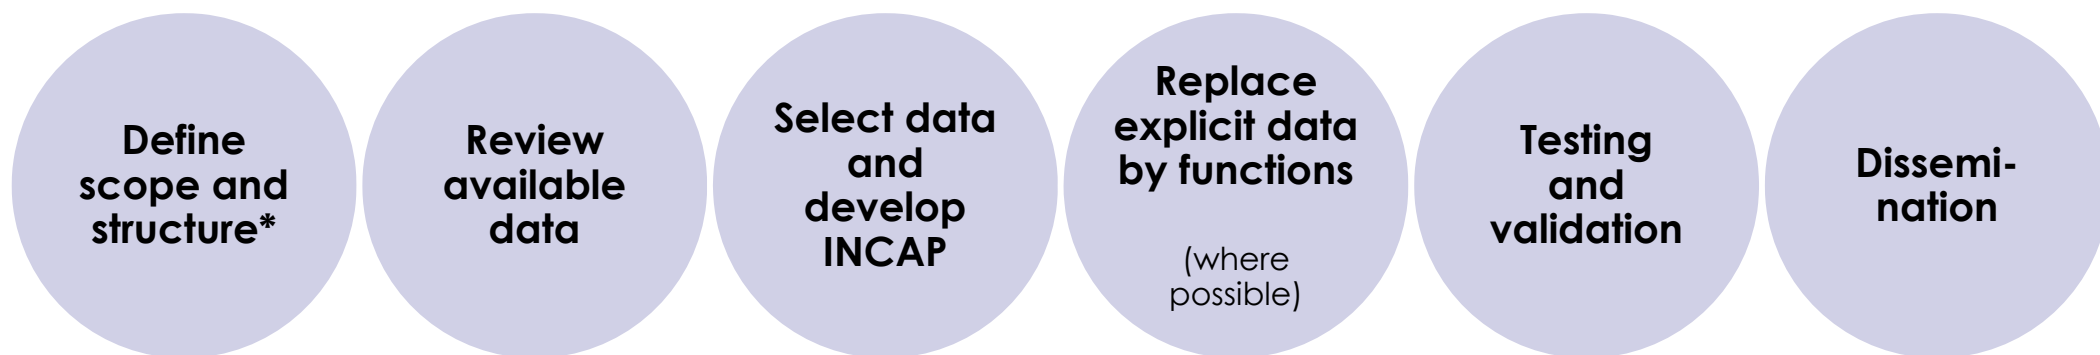 Define
scope and
structure*
Review
available
data
Select data
and
develop
INCAP
Replace
explicit data
by functions
(where
possible)
Testing
and
validation
Dissemi-
nation